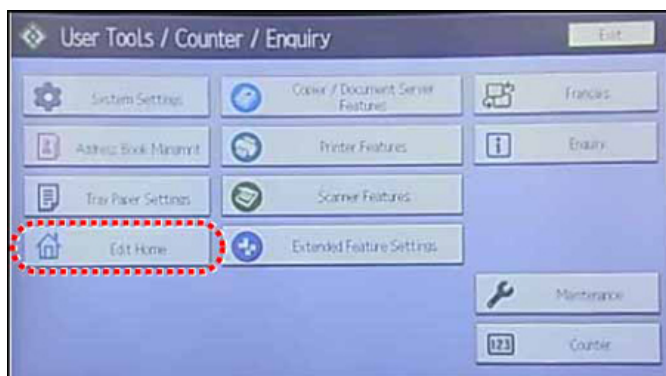 User Tools / Counter / Enquiry
Exit
System Settings
Copier / Document Server
Features
Français
Address Book Mangmnt
Printer Features
Enquiry
Tray Paper Settings
Scanner Features
Edit Home
Extended Feature Settings
Maintenance
123
Counter